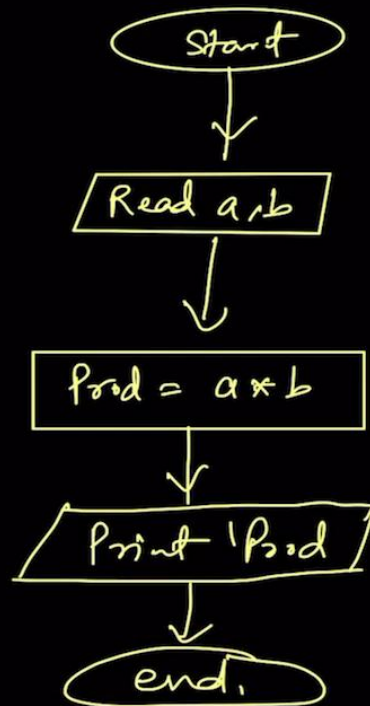 Start
Read a,b
Prod = a * b
Print 'Prod
end.